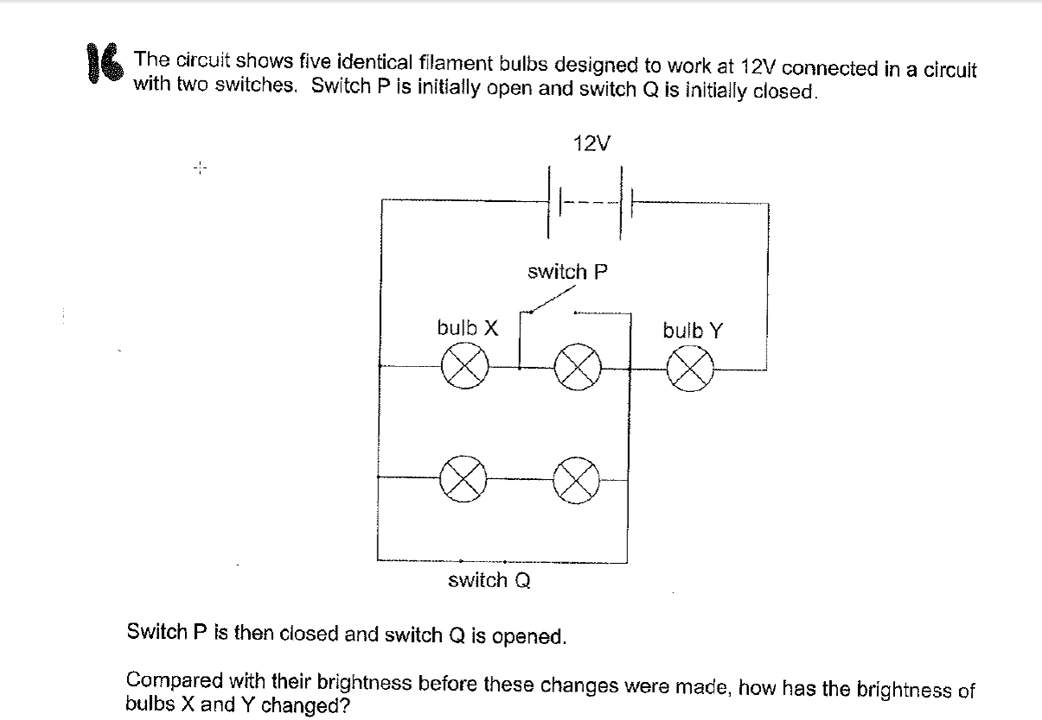 16 The circuit shows five identical filament bulbs designed to work at 12V connected in a circuit
with two switches. Switch P is initially open and switch Q is initially closed.
12V
switch P
bulb X
bulb Y
switch Q
Switch P is then closed and switch Q is opened.
Compared with their brightness before these changes were made, how has the brightness of
bulbs X and Y changed?